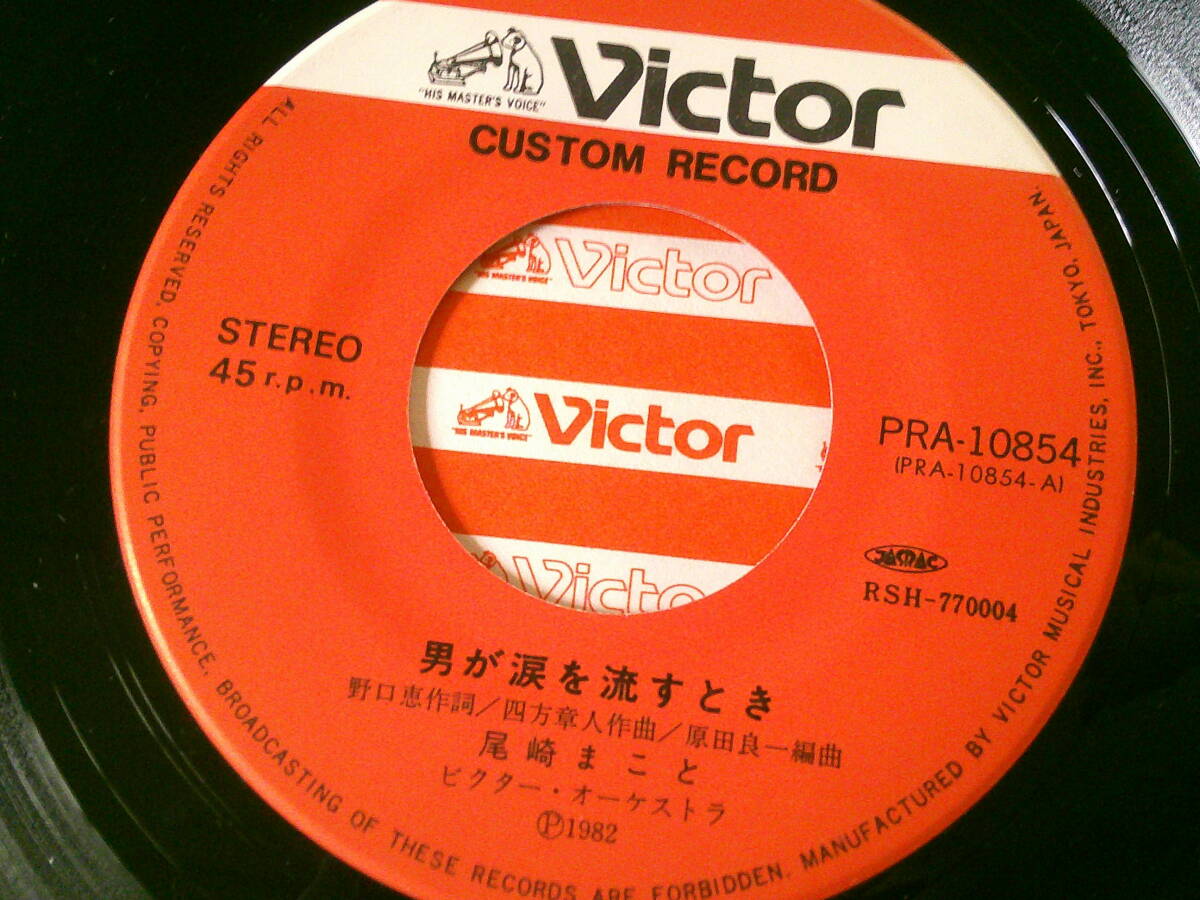 "HIS MASTER'S VOICE" Victor
CUSTOM RECORD
STEREO
45 r.p.m.
PRA-10854
(PRA-10854-A)
JASRAC
RSH-770004
男が涙を流すとき
野口恵作詞/四方章人作曲/原田良一編曲
尾崎まこと
ビクター・オーケストラ
Ⓟ1982
ALL RIGHTS RESERVED. COPYING, PUBLIC PERFORMANCE, BROADCASTING OF THESE RECORDS ARE FORBIDDEN. MANUFACTURED BY VICTOR MUSICAL INDUSTRIES, INC., TOKYO, JAPAN.
"HIS MASTER'S VOICE" Victor
"HIS MASTER'S VOICE" Victor
Victo